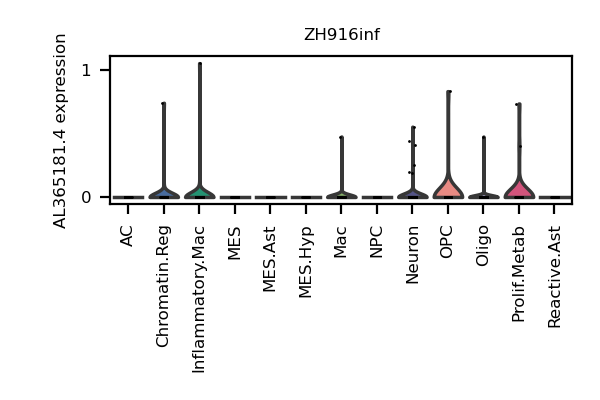 ZH916inf
AL365181.4 expression
1
0
AC
Chromatin.Reg
Inflammatory.Mac
MES
MES.Ast
MES.Hyp
Mac
NPC
Neuron
OPC
Oligo
Prolif.Metab
Reactive.Ast